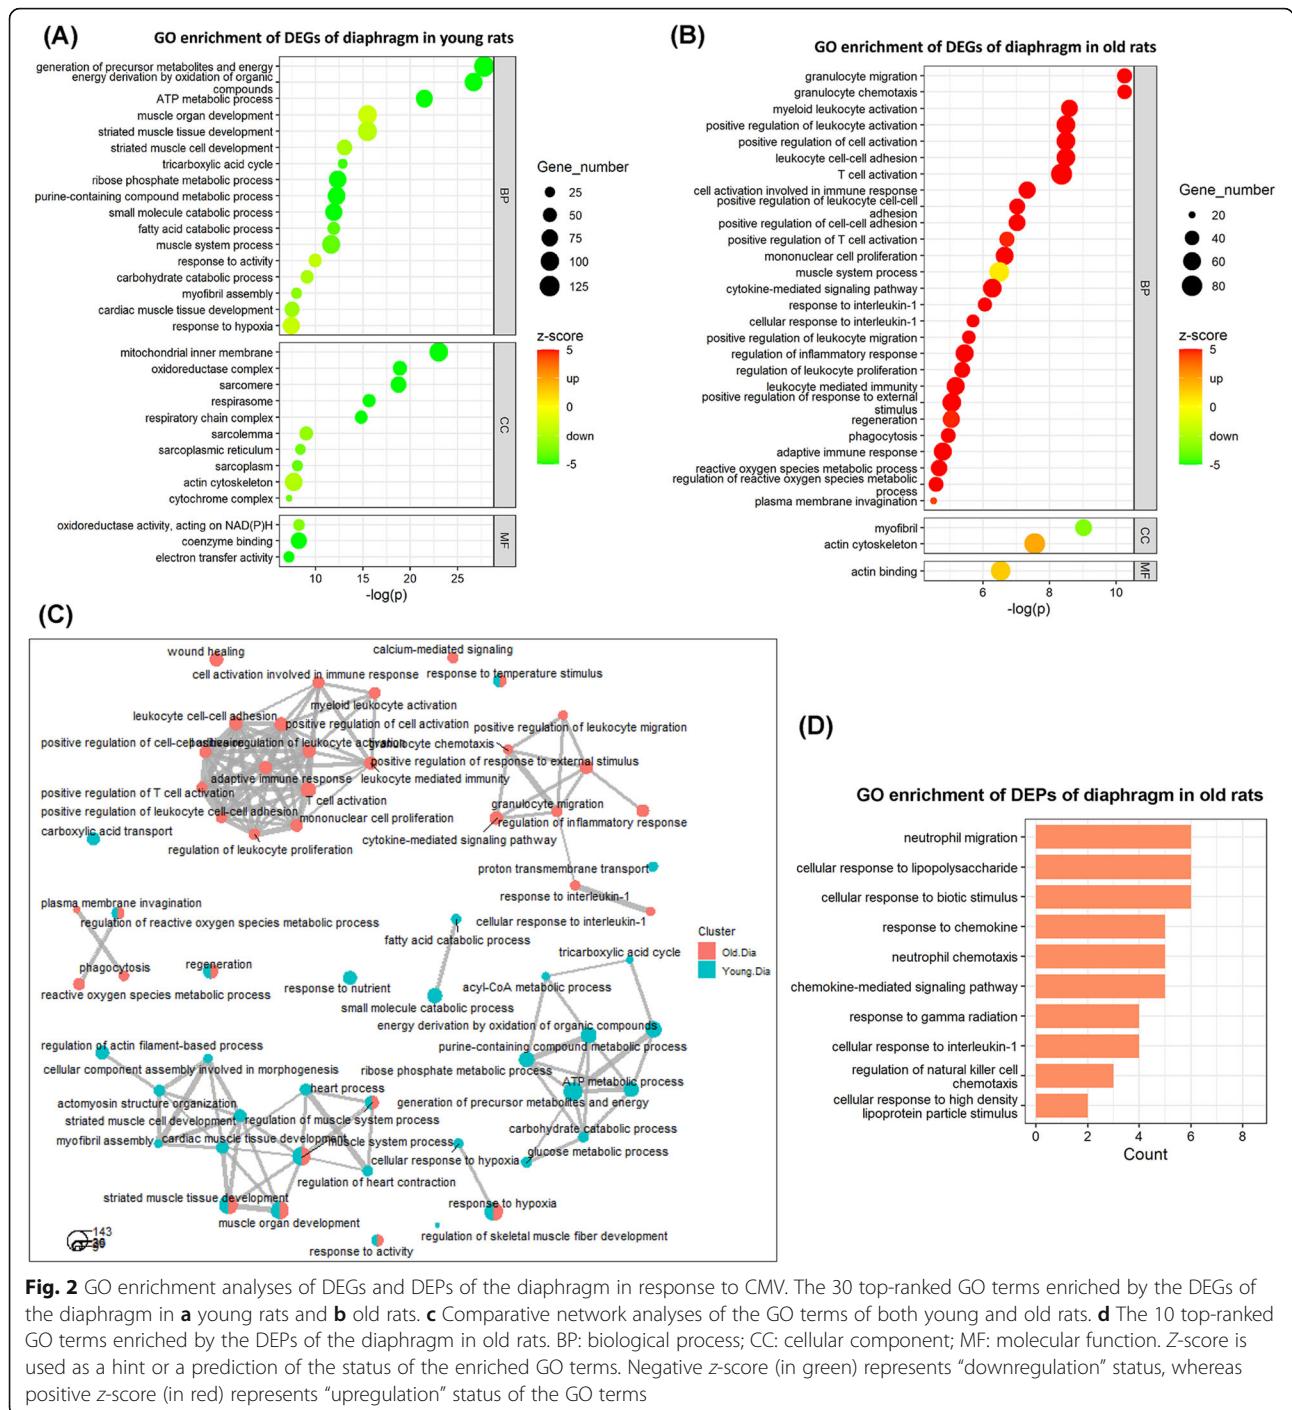 (A)
GO enrichment of DEGs of diaphragm in young rats
generation of precursor metabolites and energy
energy derivation by oxidation of organic
compounds
ATP metabolic process
muscle organ development
striated muscle tissue development
striated muscle cell development
tricarboxylic acid cycle
ribose phosphate metabolic process
purine-containing compound metabolic process
small molecule catabolic process
fatty acid catabolic process
muscle system process
response to activity
carbohydrate catabolic process
myofibril assembly
cardiac muscle tissue development
response to hypoxia
BP
mitochondrial inner membrane
oxidoreductase complex
sarcomere
respirasome
respiratory chain complex
sarcolemma
sarcoplasmic reticulum
sarcoplasm
actin cytoskeleton
cytochrome complex
CC
oxidoreductase activity, acting on NAD(P)H
coenzyme binding
electron transfer activity
MF
10 15 20 25
-log(p)
Gene_number
25
50
75
100
125
z-score
5
up
0
down
-5
(B)
GO enrichment of DEGs of diaphragm in old rats
granulocyte migration
granulocyte chemotaxis
myeloid leukocyte activation
positive regulation of leukocyte activation
positive regulation of cell activation
leukocyte cell-cell adhesion
T cell activation
cell activation involved in immune response
positive regulation of leukocyte cell-cell
adhesion
positive regulation of cell-cell adhesion
positive regulation of T cell activation
mononuclear cell proliferation
muscle system process
cytokine-mediated signaling pathway
response to interleukin-1
cellular response to interleukin-1
positive regulation of leukocyte migration
regulation of inflammatory response
regulation of leukocyte proliferation
leukocyte mediated immunity
positive regulation of response to external
stimulus
regeneration
phagocytosis
adaptive immune response
reactive oxygen species metabolic process
regulation of reactive oxygen species metabolic
process
plasma membrane invagination
BP
myofibril
actin cytoskeleton
CC
actin binding
MF
6 8 10
-log(p)
Gene_number
20
40
60
80
z-score
5
up
0
down
-5
(C)
wound healing
calcium-mediated signaling
cell activation involved in immune response
response to temperature stimulus
myeloid leukocyte activation
leukocyte cell-cell adhesion
positive regulation of cell activation
positive regulation of leukocyte migration
positive regulation of cell-cell adhesion
positive regulation of leukocyte activation
granulocyte chemotaxis
positive regulation of response to external stimulus
adaptive immune response
leukocyte mediated immunity
positive regulation of T cell activation
T cell activation
granulocyte migration
positive regulation of leukocyte cell-cell adhesion
mononuclear cell proliferation
regulation of inflammatory response
carboxylic acid transport
cytokine-mediated signaling pathway
regulation of leukocyte proliferation
proton transmembrane transport
response to interleukin-1
plasma membrane invagination
regulation of reactive oxygen species metabolic process
cellular response to interleukin-1
fatty acid catabolic process
Cluster
Old.Dia
Young.Dia
tricarboxylic acid cycle
phagocytosis
regeneration
response to nutrient
acyl-CoA metabolic process
reactive oxygen species metabolic process
small molecule catabolic process
energy derivation by oxidation of organic compounds
regulation of actin filament-based process
purine-containing compound metabolic process
cellular component assembly involved in morphogenesis
ribose phosphate metabolic process
heart process
ATP metabolic process
actomyosin structure organization
generation of precursor metabolites and energy
striated muscle cell development
regulation of muscle system process
carbohydrate catabolic process
myofibril assembly
cardiac muscle tissue development
muscle system process
glucose metabolic process
cellular response to hypoxia
regulation of heart contraction
striated muscle tissue development
response to hypoxia
muscle organ development
regulation of skeletal muscle fiber development
143
response to activity
(D)
GO enrichment of DEPs of diaphragm in old rats
neutrophil migration
cellular response to lipopolysaccharide
cellular response to biotic stimulus
response to chemokine
neutrophil chemotaxis
chemokine-mediated signaling pathway
response to gamma radiation
cellular response to interleukin-1
regulation of natural killer cell
chemotaxis
cellular response to high density
lipoprotein particle stimulus
0 2 4 6 8
Count
Fig. 2 GO enrichment analyses of DEGs and DEPs of the diaphragm in response to CMV. The 30 top-ranked GO terms enriched by the DEGs of
the diaphragm in a young rats and b old rats. c Comparative network analyses of the GO terms of both young and old rats. d The 10 top-ranked
GO terms enriched by the DEPs of the diaphragm in old rats. BP: biological process; CC: cellular component; MF: molecular function. Z-score is
used as a hint or a prediction of the status of the enriched GO terms. Negative z-score (in green) represents “downregulation” status, whereas
positive z-score (in red) represents “upregulation” status of the GO terms